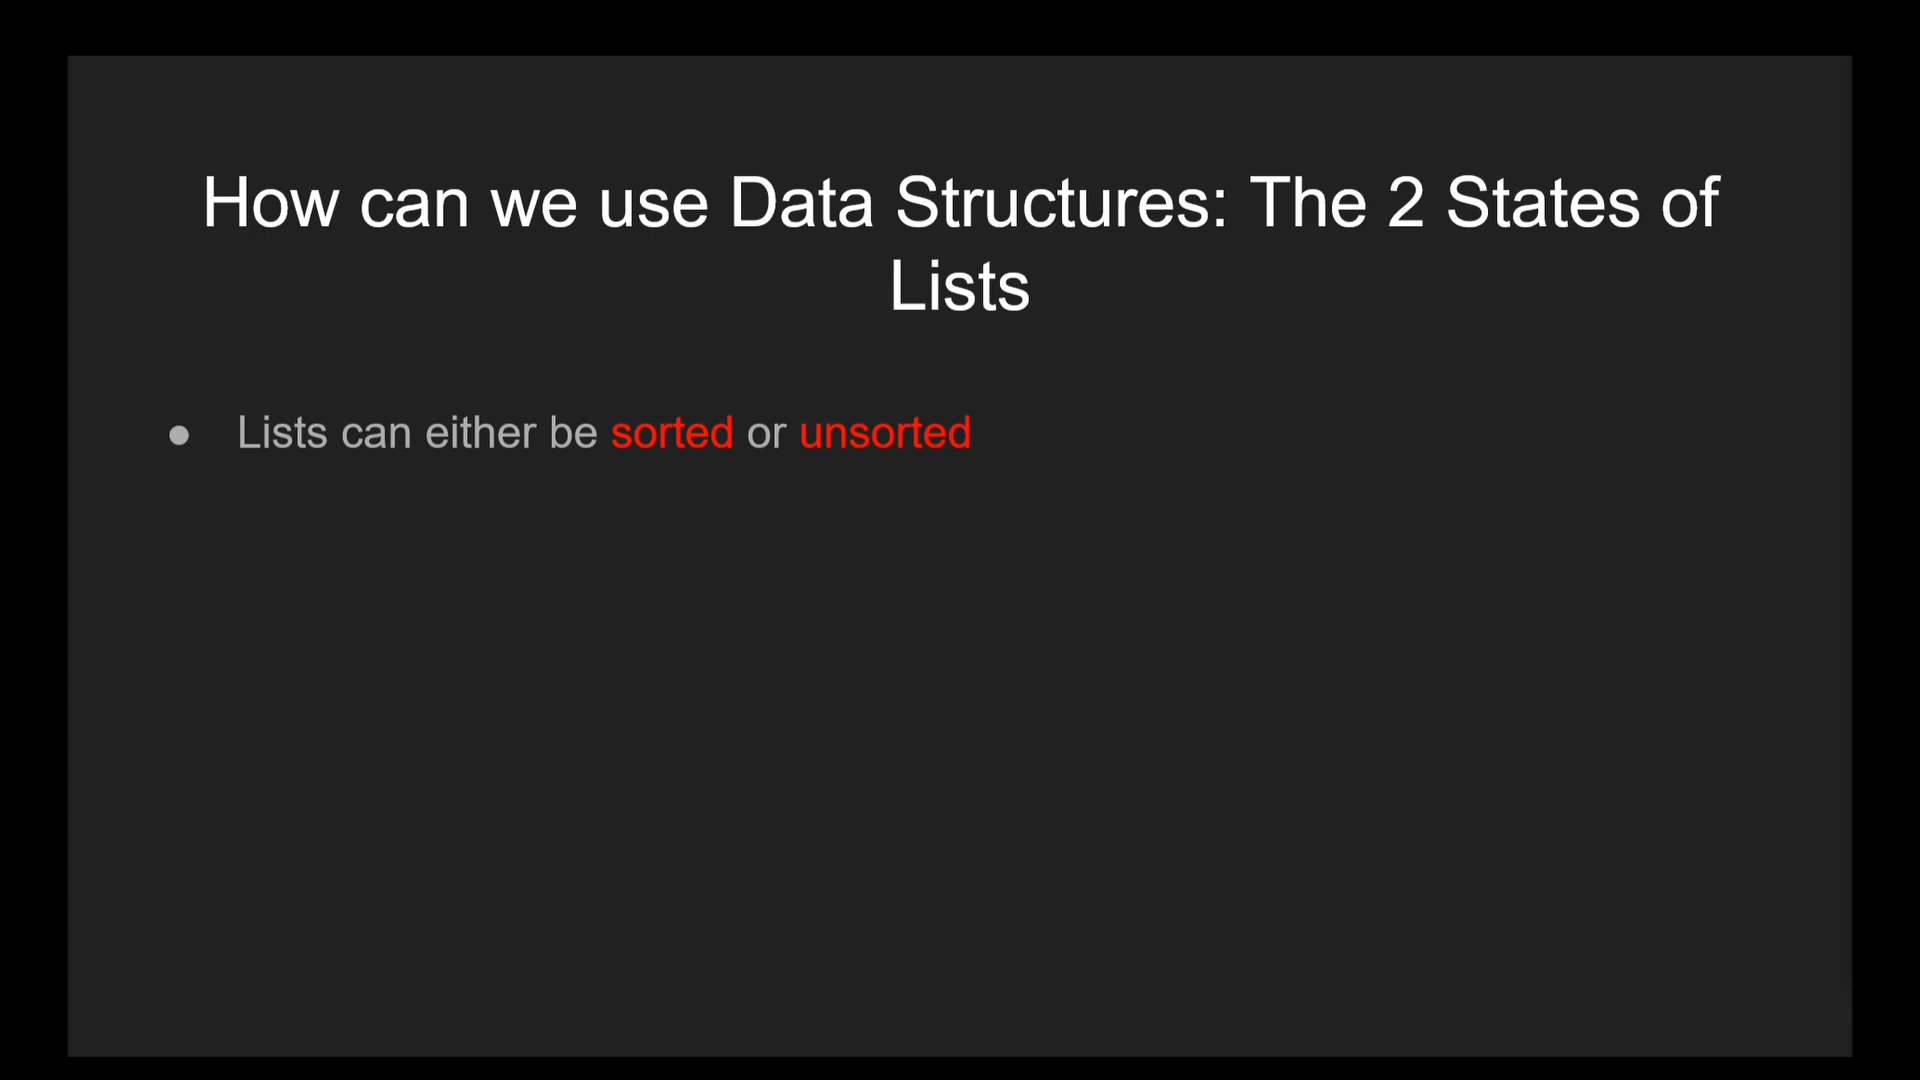 How can we use Data Structures: The 2 States of
Lists
● Lists can either be sorted or unsorted